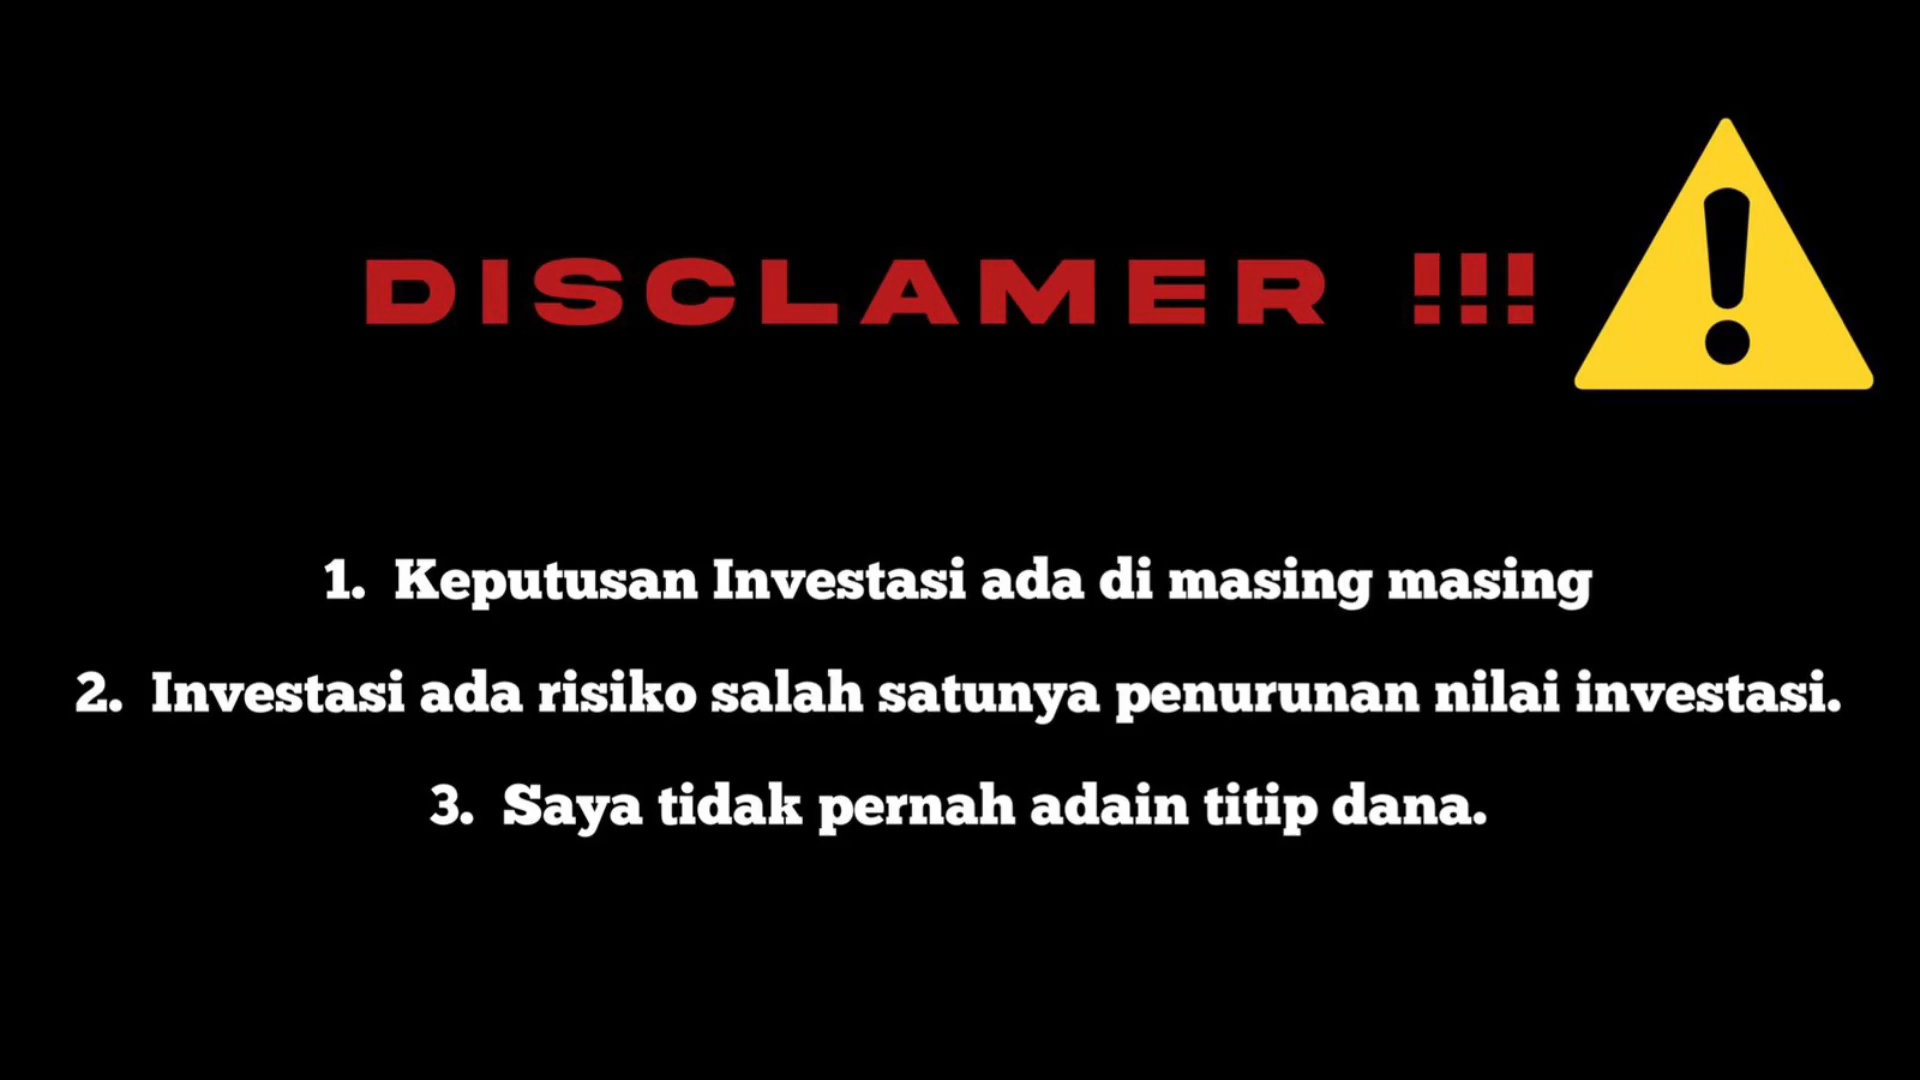 DISCLAMER !!!
1. Keputusan Investasi ada di masing masing
2. Investasi ada risiko salah satunya penurunan nilai investasi.
3. Saya tidak pernah adain titip dana.